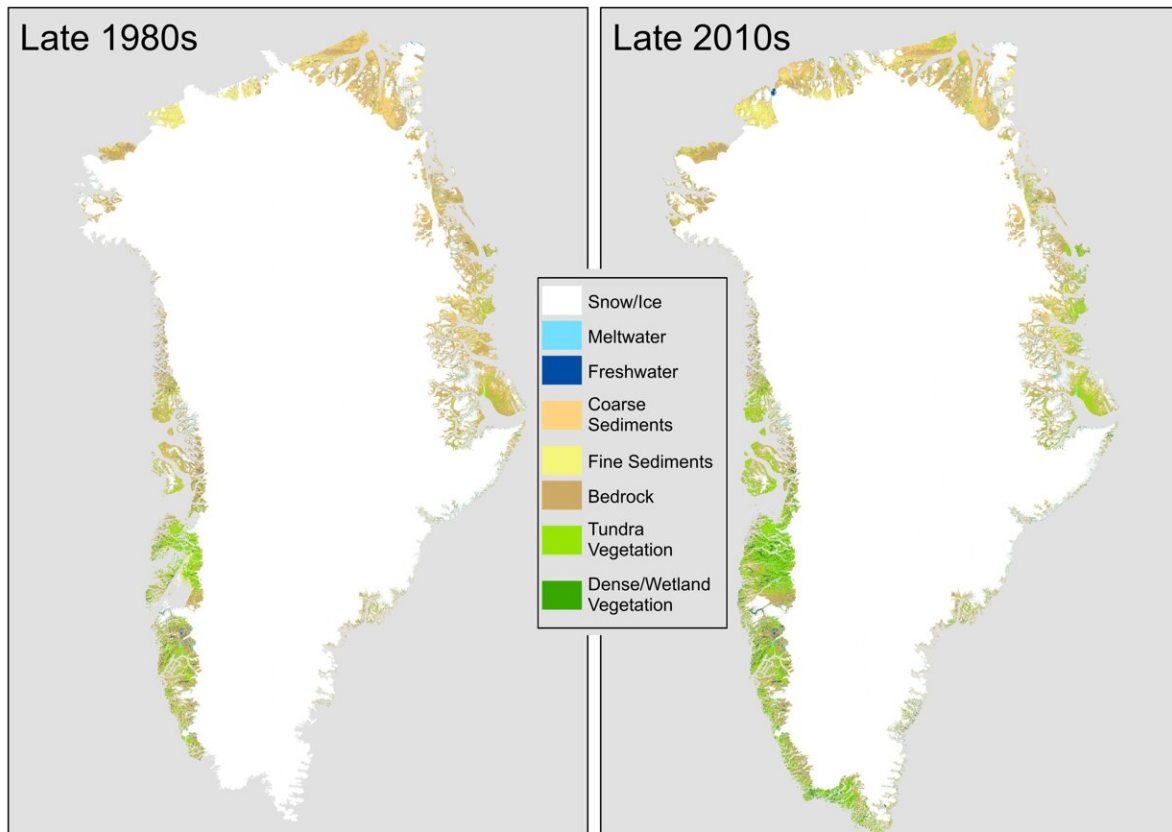 Late 1980s
Late 2010s
Snow/Ice
Meltwater
Freshwater
Coarse
Sediments
Fine Sediments
Bedrock
Tundra
Vegetation
Dense/Wetland
Vegetation